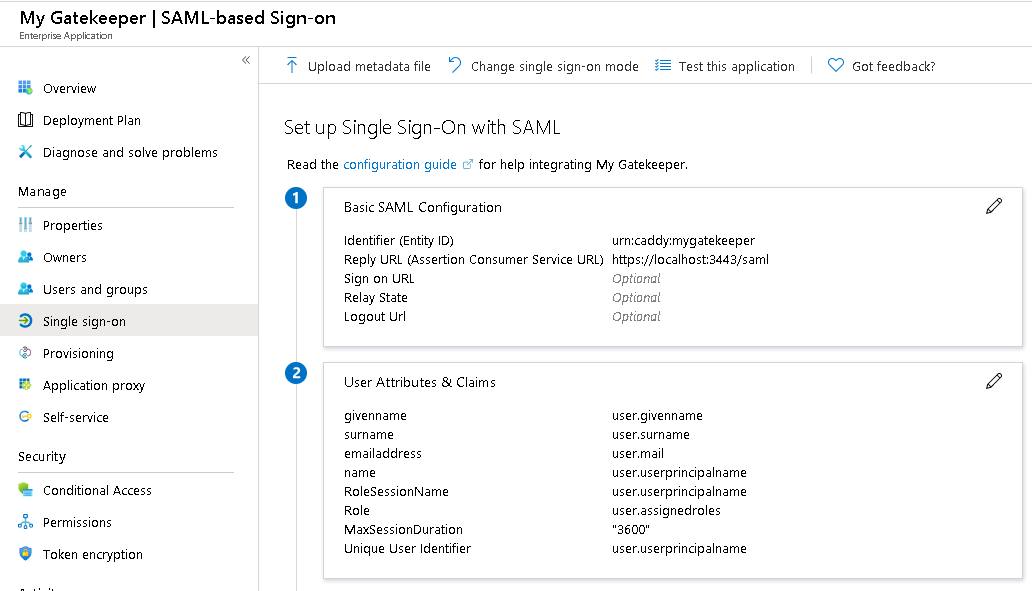 My Gatekeeper | SAML-based Sign-on
Enterprise Application
«
Overview
Deployment Plan
Diagnose and solve problems
Manage
Properties
Owners
Users and groups
Single sign-on
Provisioning
Application proxy
Self-service
Security
Conditional Access
Permissions
Token encryption
Upload metadata file Change single sign-on mode Test this application Got feedback?
Set up Single Sign-On with SAML
Read the configuration guide for help integrating My Gatekeeper.
1
Basic SAML Configuration
Identifier (Entity ID) urn:caddy:mygatekeeper
Reply URL (Assertion Consumer Service URL) https://localhost:3443/saml
Sign on URL Optional
Relay State Optional
Logout Url Optional
2
User Attributes & Claims
givenname user.givenname
surname user.surname
emailaddress user.mail
name user.userprincipalname
RoleSessionName user.userprincipalname
Role user.assignedroles
MaxSessionDuration "3600"
Unique User Identifier user.userprincipalname